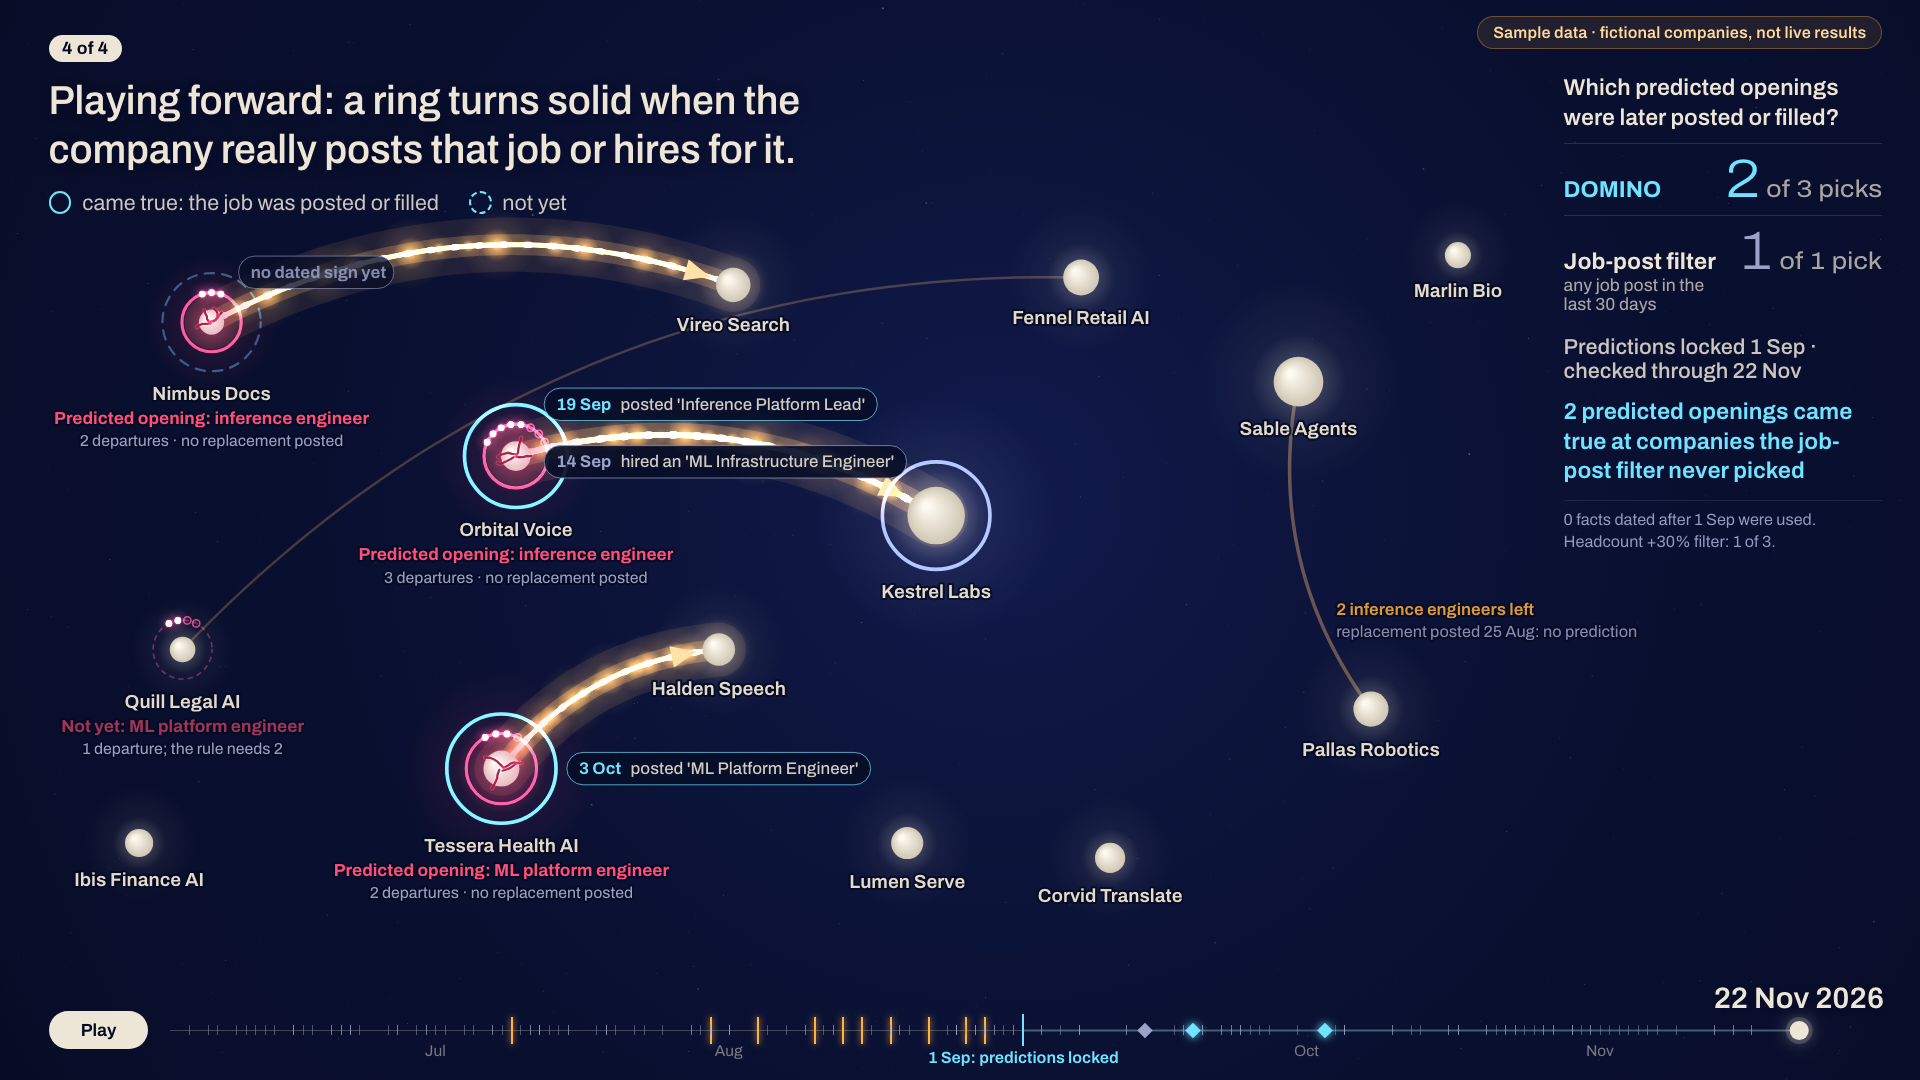 4 of 4
Sample data · fictional companies, not live results
Playing forward: a ring turns solid when the
company really posts that job or hires for it.
came true: the job was posted or filled
not yet
Which predicted openings
were later posted or filled?
DOMINO
2 of 3 picks
Job-post filter
1 of 1 pick
any job post in the
last 30 days
Predictions locked 1 Sep ·
checked through 22 Nov
2 predicted openings came
true at companies the job-
post filter never picked
0 facts dated after 1 Sep were used.
Headcount +30% filter: 1 of 3.
no dated sign yet
Nimbus Docs
Predicted opening: inference engineer
2 departures · no replacement posted
Vireo Search
Fennel Retail AI
Marlin Bio
Sable Agents
19 Sep posted 'Inference Platform Lead'
14 Sep hired an 'ML Infrastructure Engineer'
Orbital Voice
Predicted opening: inference engineer
3 departures · no replacement posted
Kestrel Labs
2 inference engineers left
replacement posted 25 Aug: no prediction
Quill Legal AI
Not yet: ML platform engineer
1 departure; the rule needs 2
Halden Speech
Pallas Robotics
3 Oct posted 'ML Platform Engineer'
Tessera Health AI
Predicted opening: ML platform engineer
2 departures · no replacement posted
Ibis Finance AI
Lumen Serve
Corvid Translate
22 Nov 2026
Play
Jul
Aug
1 Sep: predictions locked
Oct
Nov